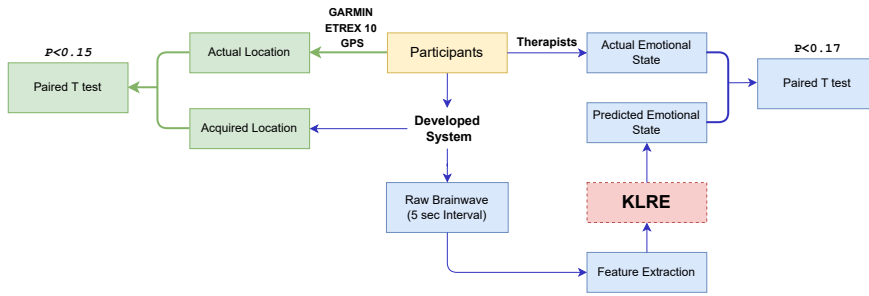 GARMIN
ETREX 10
GPS
P<0.15
Actual Location
Participants
Therapists
Actual Emotional
State
P<0.17
Paired T test
Paired T test
Acquired Location
Developed
System
Predicted Emotional
State
Raw Brainwave
(5 sec Interval)
KLRE
Feature Extraction